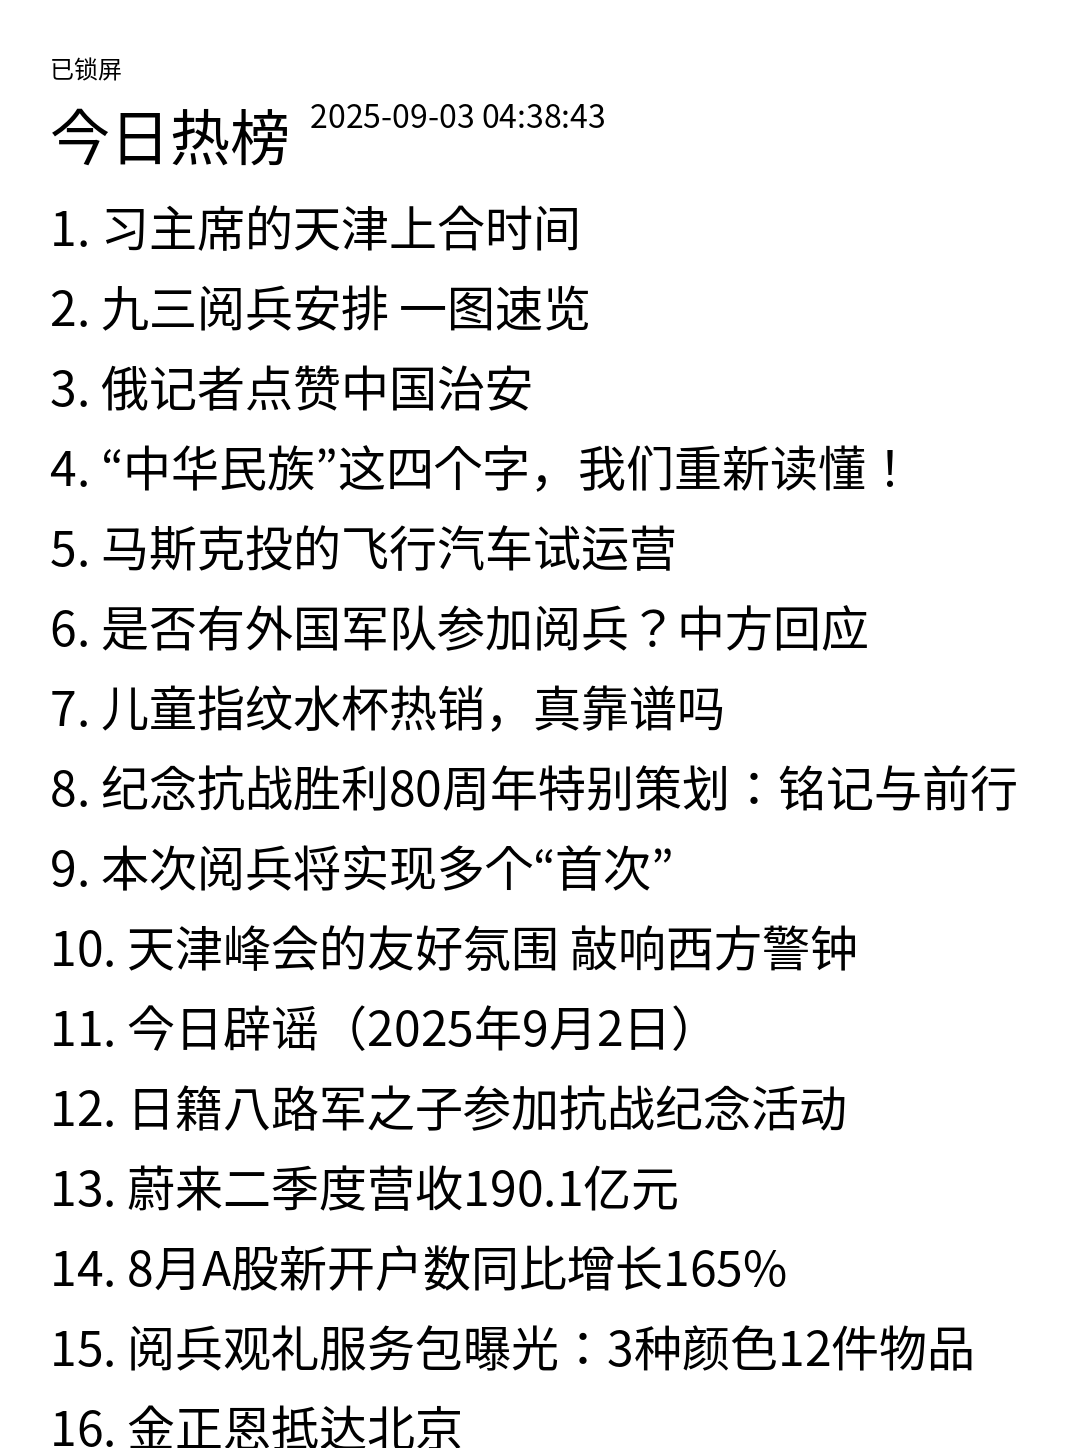 已锁屏
今日热榜 2025-09-03 04:38:43
1. 习主席的天津上合时间
2. 九三阅兵安排 一图速览
3. 俄记者点赞中国治安
4. “中华民族”这四个字，我们重新读懂！
5. 马斯克投的飞行汽车试运营
6. 是否有外国军队参加阅兵？中方回应
7. 儿童指纹水杯热销，真靠谱吗
8. 纪念抗战胜利80周年特别策划：铭记与前行
9. 本次阅兵将实现多个“首次”
10. 天津峰会的友好氛围 敲响西方警钟
11. 今日辟谣（2025年9月2日）
12. 日籍八路军之子参加抗战纪念活动
13. 蔚来二季度营收190.1亿元
14. 8月A股新开户数同比增长165%
15. 阅兵观礼服务包曝光：3种颜色12件物品
16. 金正恩抵达北京